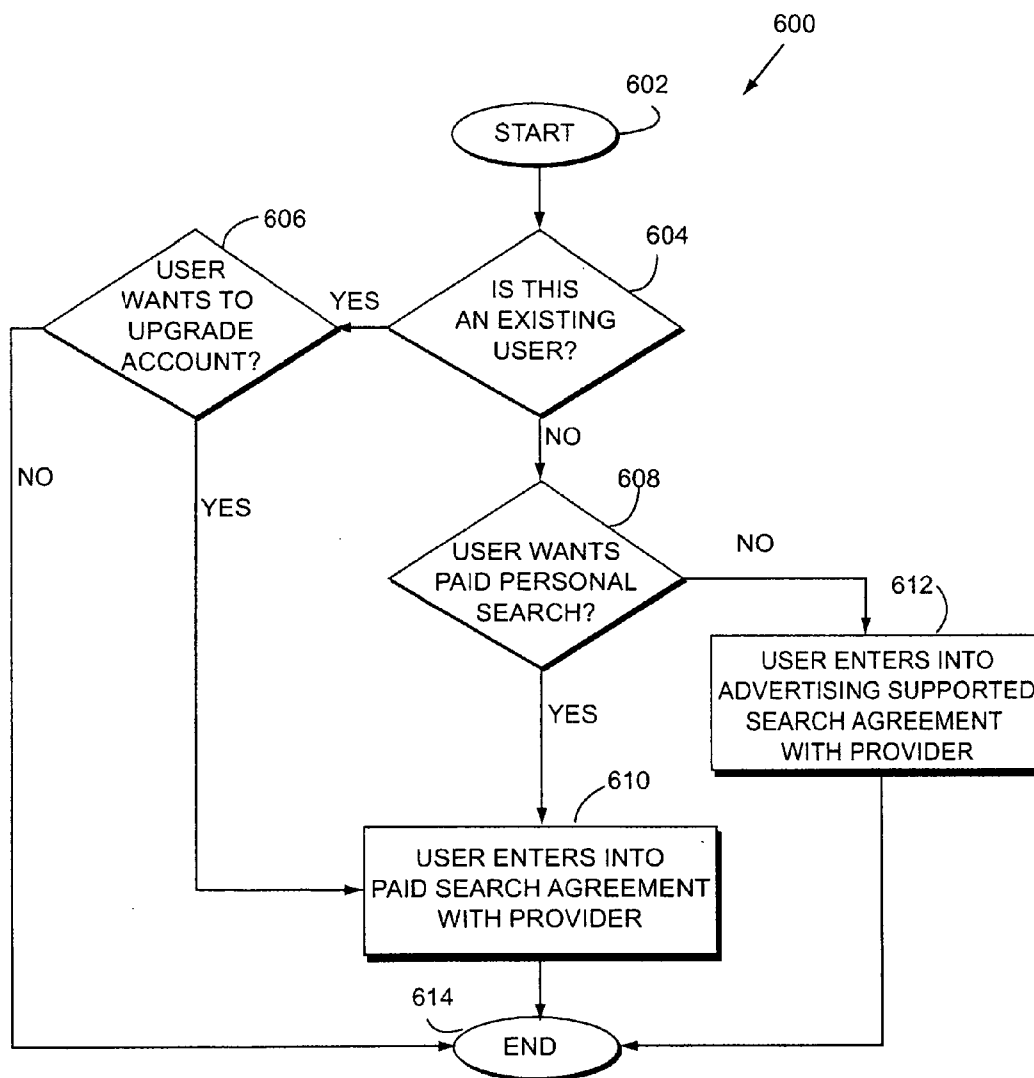 600
602
START
606
604
USER
WANTS TO
UPGRADE
ACCOUNT?
YES
IS THIS
AN EXISTING
USER?
NO
NO
YES
608
USER WANTS
PAID PERSONAL
SEARCH?
NO
612
USER ENTERS INTO
ADVERTISING SUPPORTED
SEARCH AGREEMENT
WITH PROVIDER
YES
610
USER ENTERS INTO
PAID SEARCH AGREEMENT
WITH PROVIDER
614
END